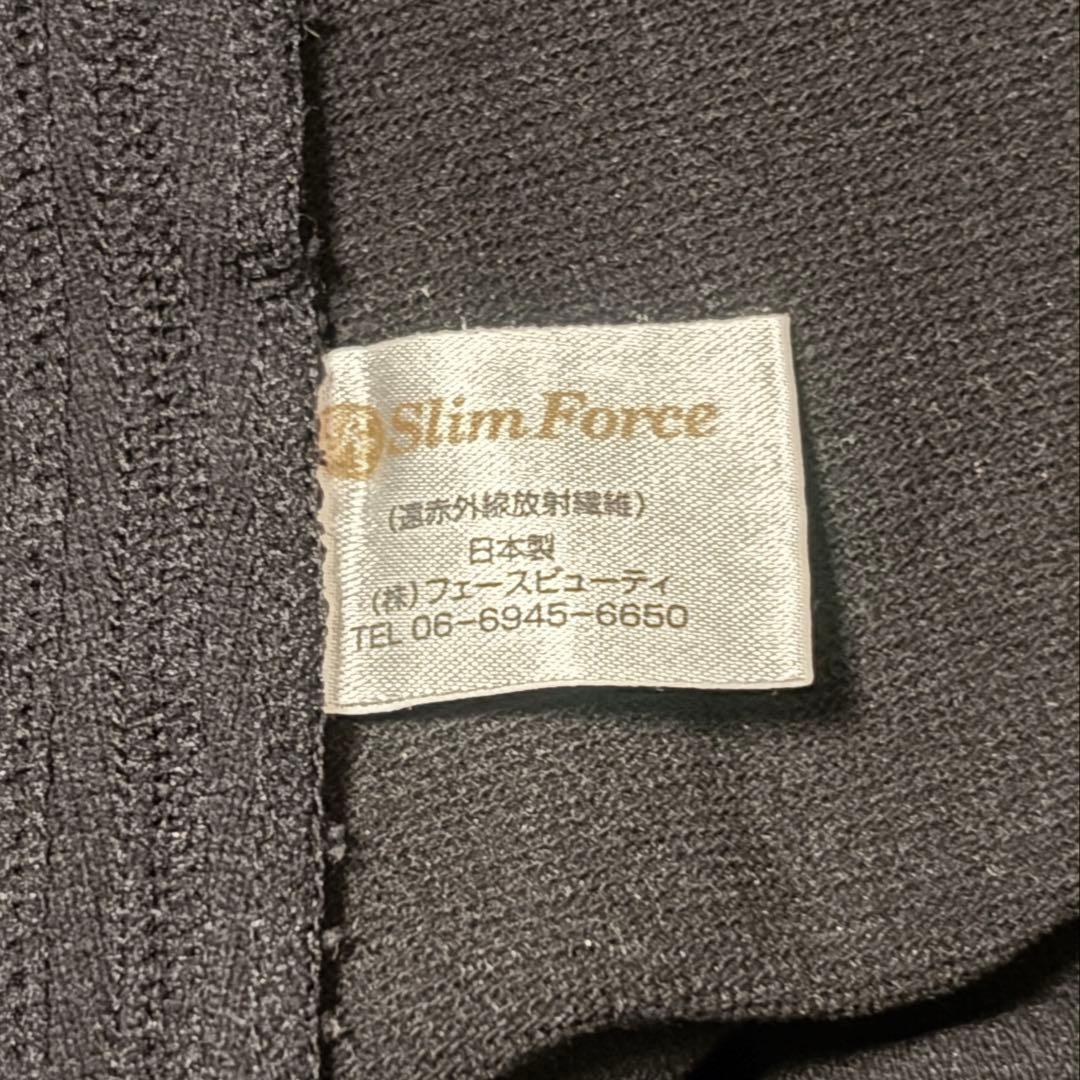 Slim Force
(遠赤外線放射繊維)
日本製
(株)フェースビューティ
TEL 06-6945-6650